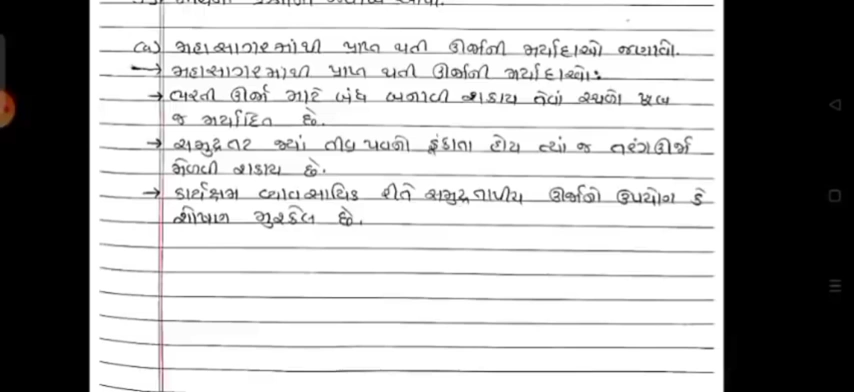 (a) મહાસાગરમાંથી પ્રાપ્ત થતી ઊર્જાની મર્યાદાઓ જણાવો.
→ મહાસાગરમાંથી પ્રાપ્ત થતી ઊર્જાની મર્યાદાઓ:
→ ભરતી ઊર્જા માટે બંધ બનાવી શકાય તેવાં સ્થળો ખૂબ
જ મર્યાદિત છે.
→ સમુદ્રતટ જ્યાં તીવ્ર પવનો ફૂંકાતા હોય ત્યાં જ તરંગઊર્જા
મેળવી શકાય છે.
→ કાર્યક્ષમ વ્યાવસાયિક રીતે સમુદ્રતાપીય ઊર્જાનો ઉપયોગ કે
શોષણ મુશ્કેલ છે.